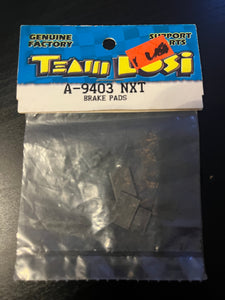 GENUINE SUPPORT
FACTORY PARTS
TEAM LOSI
A-9403 NXT
BRAKE PADS